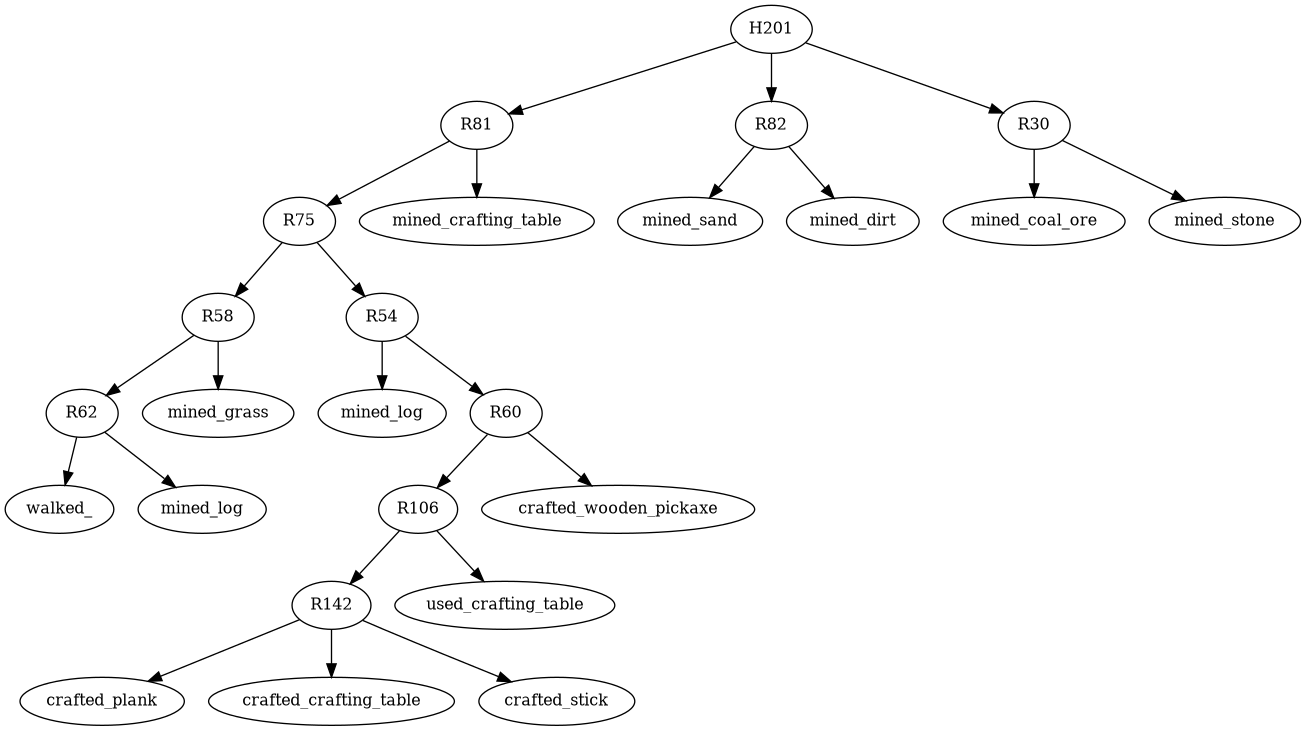 H201
R81
R82
R30
R75
mined_crafting_table
mined_sand
mined_dirt
mined_coal_ore
mined_stone
R58
R54
R62
mined_grass
mined_log
R60
walked_
mined_log
R106
crafted_wooden_pickaxe
R142
used_crafting_table
crafted_plank
crafted_crafting_table
crafted_stick